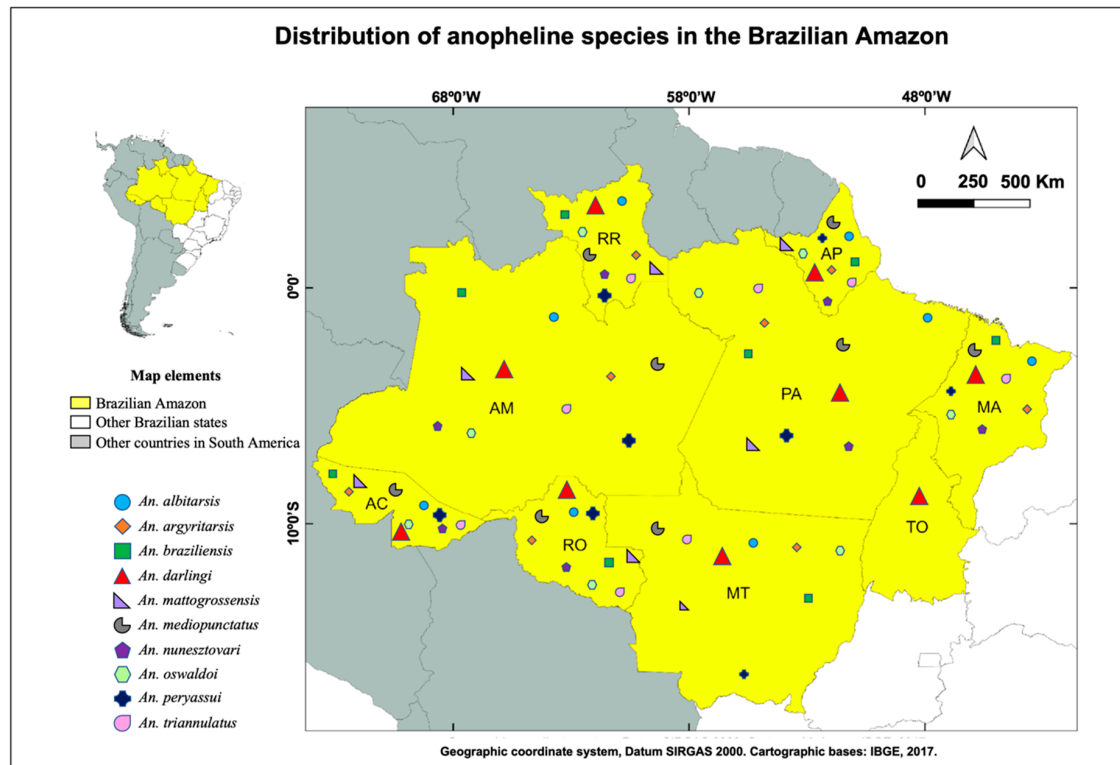 Distribution of anopheline species in the Brazilian Amazon
68°0'W 58°0'W 48°0'W
0 250 500 Km
RR
AP
0°0'
AM
PA
MA
Map elements
Brazilian Amazon
Other Brazilian states
Other countries in South America
AC
10°0'S
RO
TO
MT
An. albitarsis
An. argyritarsis
An. braziliensis
An. darlingi
An. mattogrossensis
An. mediopunctatus
An. nunesztovari
An. oswaldoi
An. peryassui
An. triannulatus
Geographic coordinate system, Datum SIRGAS 2000. Cartographic bases: IBGE, 2017.